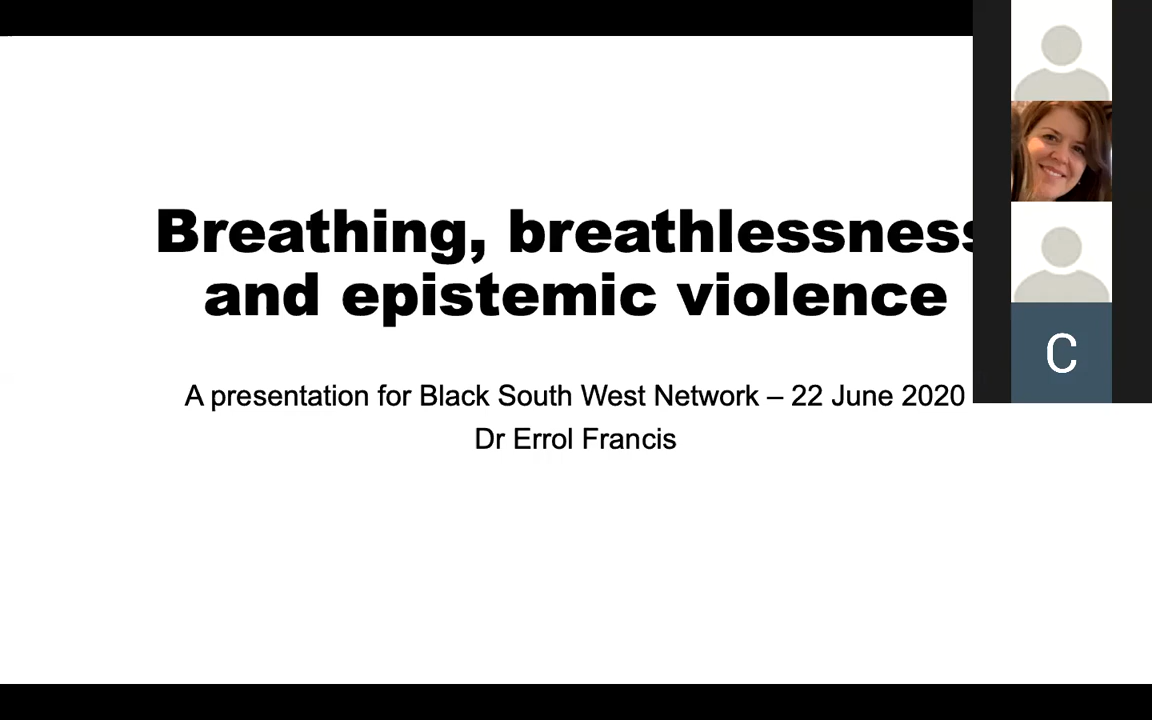 Breathing, breathlessness
and epistemic violence
A presentation for Black South West Network – 22 June 2020
Dr Errol Francis
C